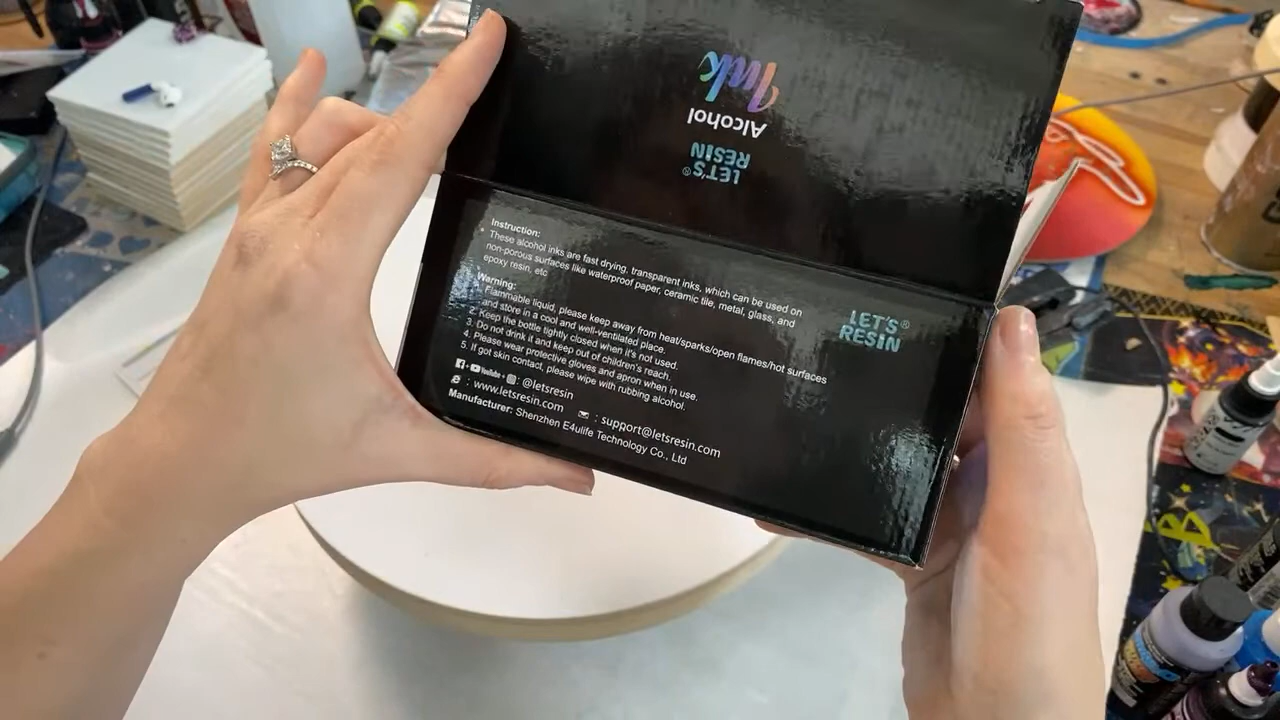 Ink
Alcohol
LET'S
RESIN®
Instruction:
• These alcohol inks are fast drying, transparent inks, which can be used on
non-porous surfaces like waterproof paper, ceramic tile, metal, glass, and
epoxy resin, etc
Warning:
1. Flammable liquid, please keep away from heat/sparks/open flames/hot surfaces
and store in a cool and well-ventilated place.
2. Keep the bottle tightly closed when it's not used.
3. Do not drink it and keep out of children's reach.
4. Please wear protective gloves and apron when in use.
5. If got skin contact, please wipe with rubbing alcohol.
YouTube : @letsresin
: www.letsresin.com : support@letsresin.com
Manufacturer: Shenzhen E4ulife Technology Co., Ltd
LET'S®
RESIN